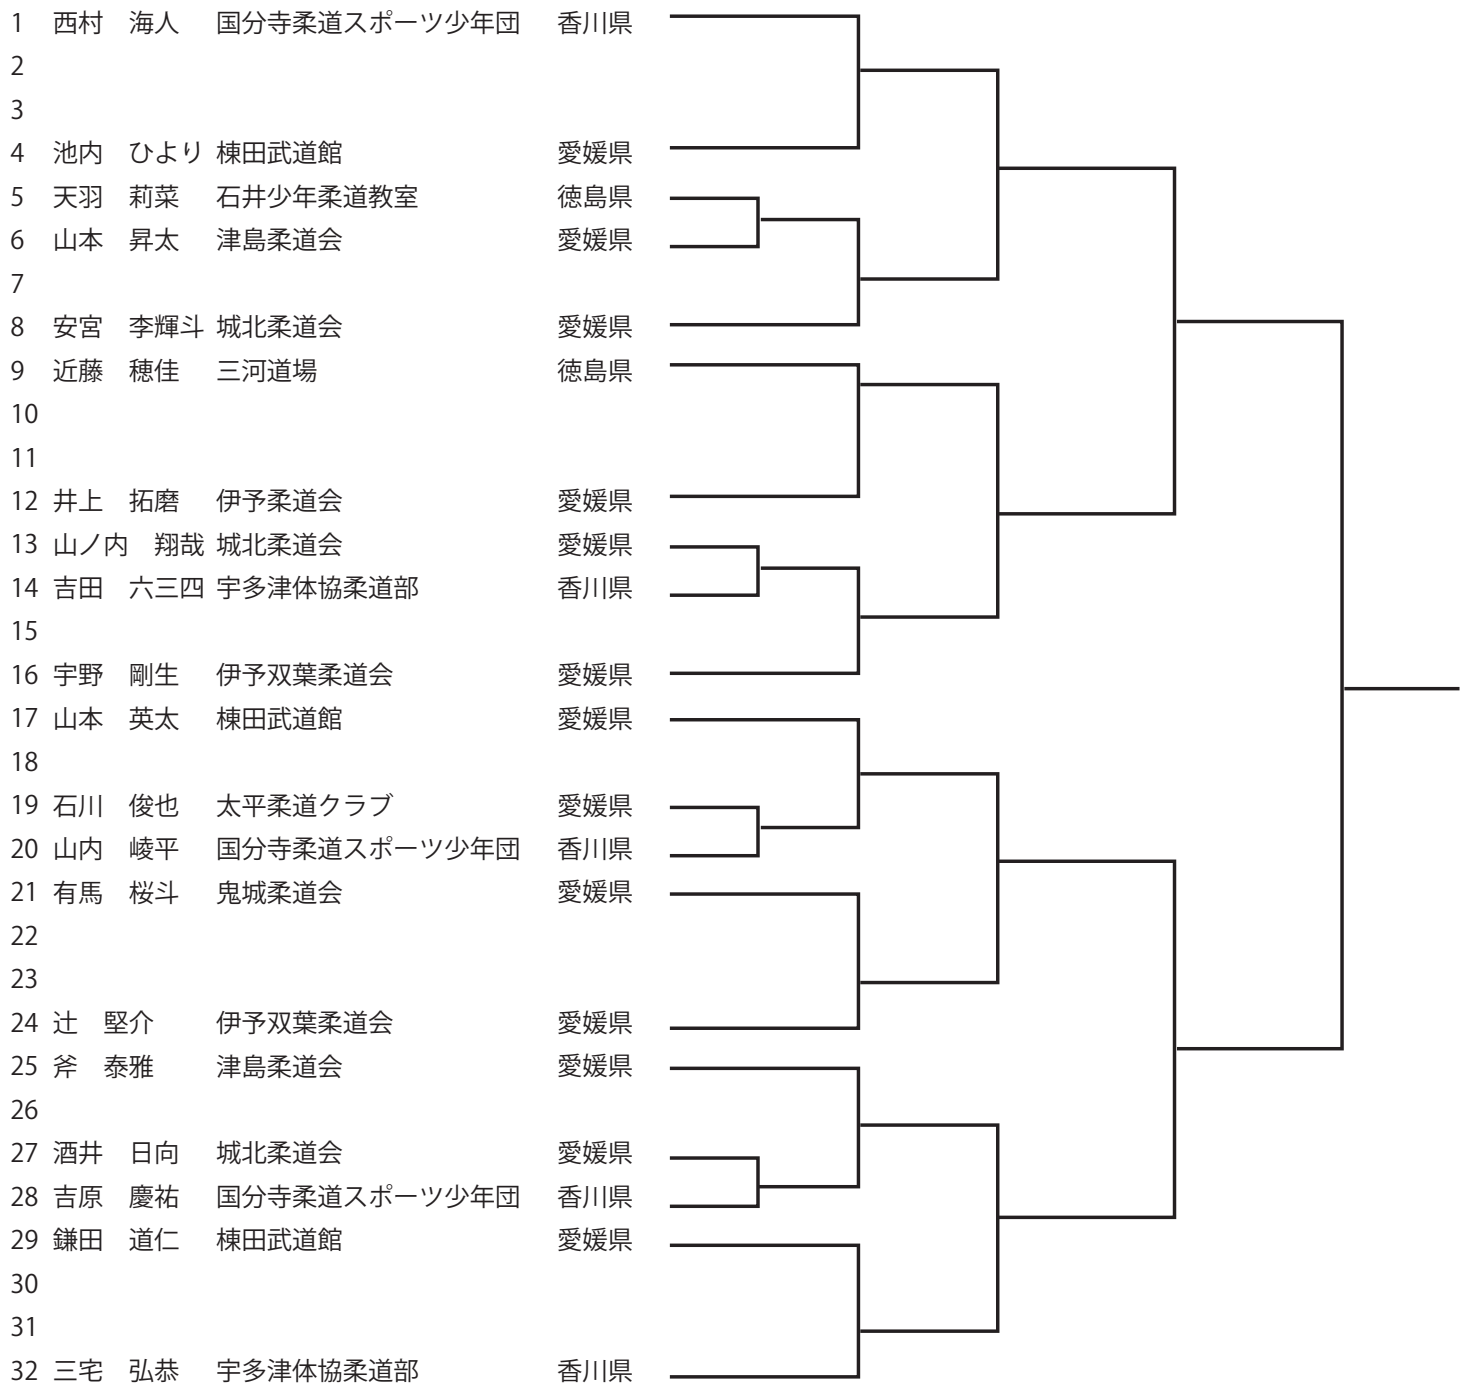 1 西村　海人 国分寺柔道スポーツ少年団 香川県
2
3
4 池内　ひより 棟田武道館 愛媛県
5 天羽　莉菜 石井少年柔道教室 徳島県
6 山本　昇太 津島柔道会 愛媛県
7
8 安宮　李輝斗 城北柔道会 愛媛県
9 近藤　穂佳 三河道場 徳島県
10
11
12 井上　拓磨 伊予柔道会 愛媛県
13 山ノ内　翔哉 城北柔道会 愛媛県
14 吉田　六三四 宇多津体協柔道部 香川県
15
16 宇野　剛生 伊予双葉柔道会 愛媛県
17 山本　英太 棟田武道館 愛媛県
18
19 石川　俊也 太平柔道クラブ 愛媛県
20 山内　崚平 国分寺柔道スポーツ少年団 香川県
21 有馬　桜斗 鬼城柔道会 愛媛県
22
23
24 辻　堅介 伊予双葉柔道会 愛媛県
25 斧　泰雅 津島柔道会 愛媛県
26
27 酒井　日向 城北柔道会 愛媛県
28 吉原　慶祐 国分寺柔道スポーツ少年団 香川県
29 鎌田　道仁 棟田武道館 愛媛県
30
31
32 三宅　弘恭 宇多津体協柔道部 香川県